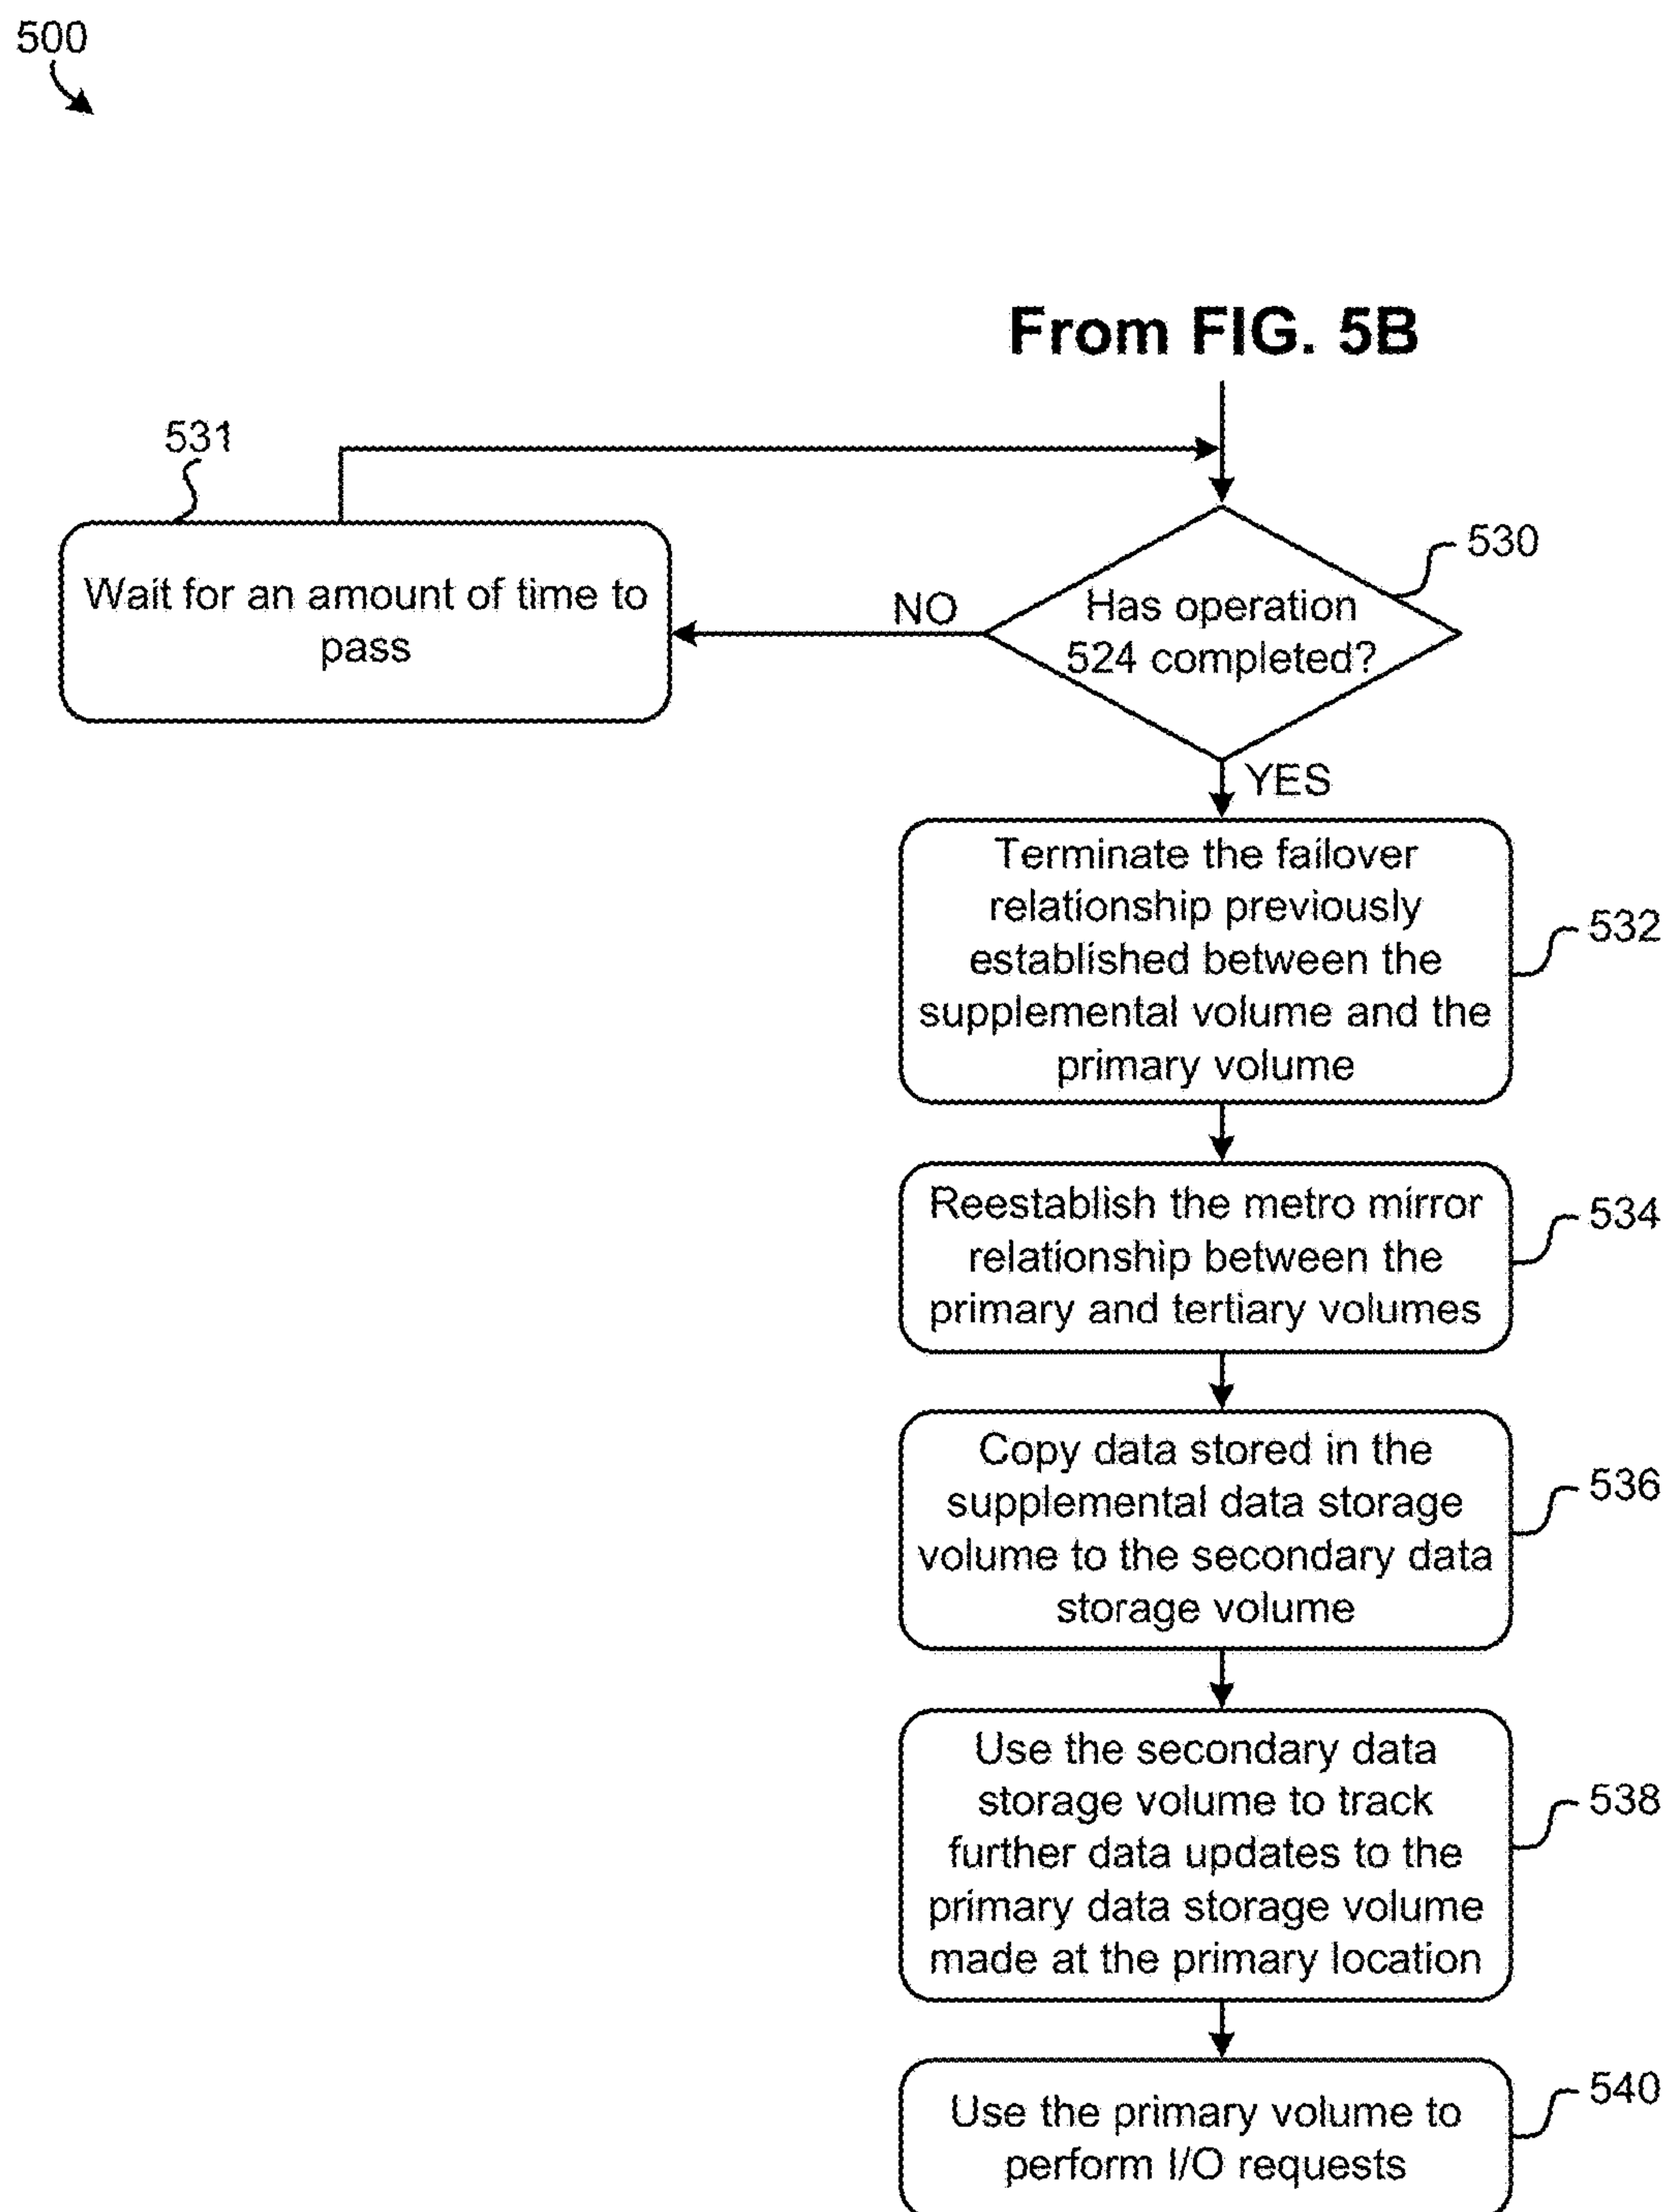 500
From FIG. 5B
531
530
Wait for an amount of time to
pass
NO
Has operation
524 completed?
YES
Terminate the failover
relationship previously
established between the
supplemental volume and the
primary volume
532
Reestablish the metro mirror
relationship between the
primary and tertiary volumes
534
Copy data stored in the
supplemental data storage
volume to the secondary data
storage volume
536
Use the secondary data
storage volume to track
further data updates to the
primary data storage volume
made at the primary location
538
Use the primary volume to
perform I/O requests
540